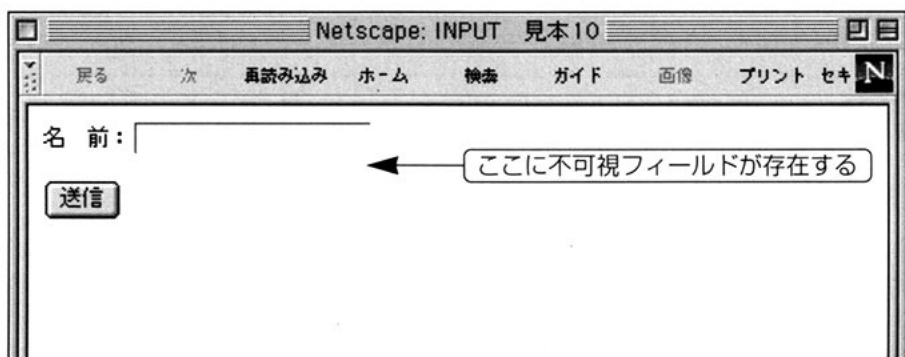 Netscape: INPUT 見本10
戻る 次 再読み込み ホーム 検索 ガイド 画像 プリント セキ N
名 前：
ここに不可視フィールドが存在する
送信